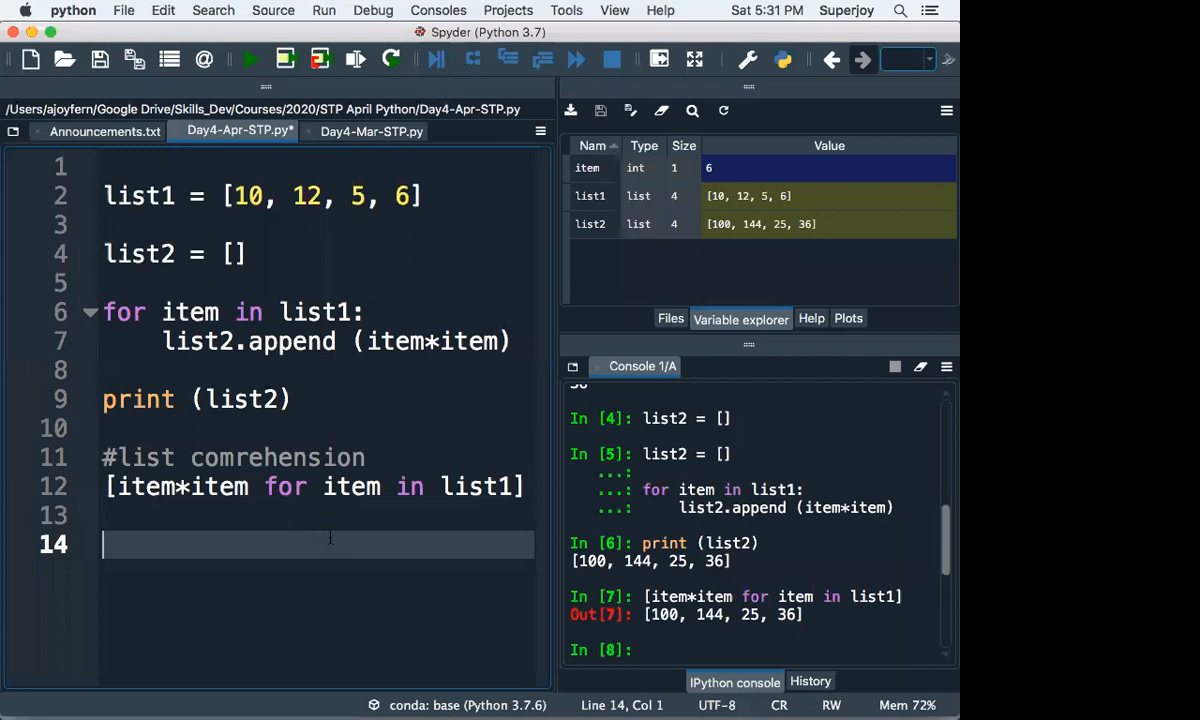 python File Edit Search Source Run Debug Consoles Projects Tools View Help Sat 5:31 PM Superjoy
Spyder (Python 3.7)
/Users/ajoyfern/Google Drive/Skills_Dev/Courses/2020/STP April Python/Day4-Apr-STP.py
Announcements.txt Day4-Apr-STP.py* Day4-Mar-STP.py
1
2 list1 = [10, 12, 5, 6]
3
4 list2 = []
5
6 for item in list1:
7 list2.append (item*item)
8
9 print (list2)
10
11 #list comrehension
12 [item*item for item in list1]
13
14
Nam Type Size Value
item int 1 6
list1 list 4 [10, 12, 5, 6]
list2 list 4 [100, 144, 25, 36]
Files Variable explorer Help Plots
Console 1/A
In [4]: list2 = []
In [5]: list2 = []
...:
...: for item in list1:
...: list2.append (item*item)
In [6]: print (list2)
[100, 144, 25, 36]
In [7]: [item*item for item in list1]
Out[7]: [100, 144, 25, 36]
In [8]:
IPython console History
conda: base (Python 3.7.6) Line 14, Col 1 UTF-8 CR RW Mem 72%